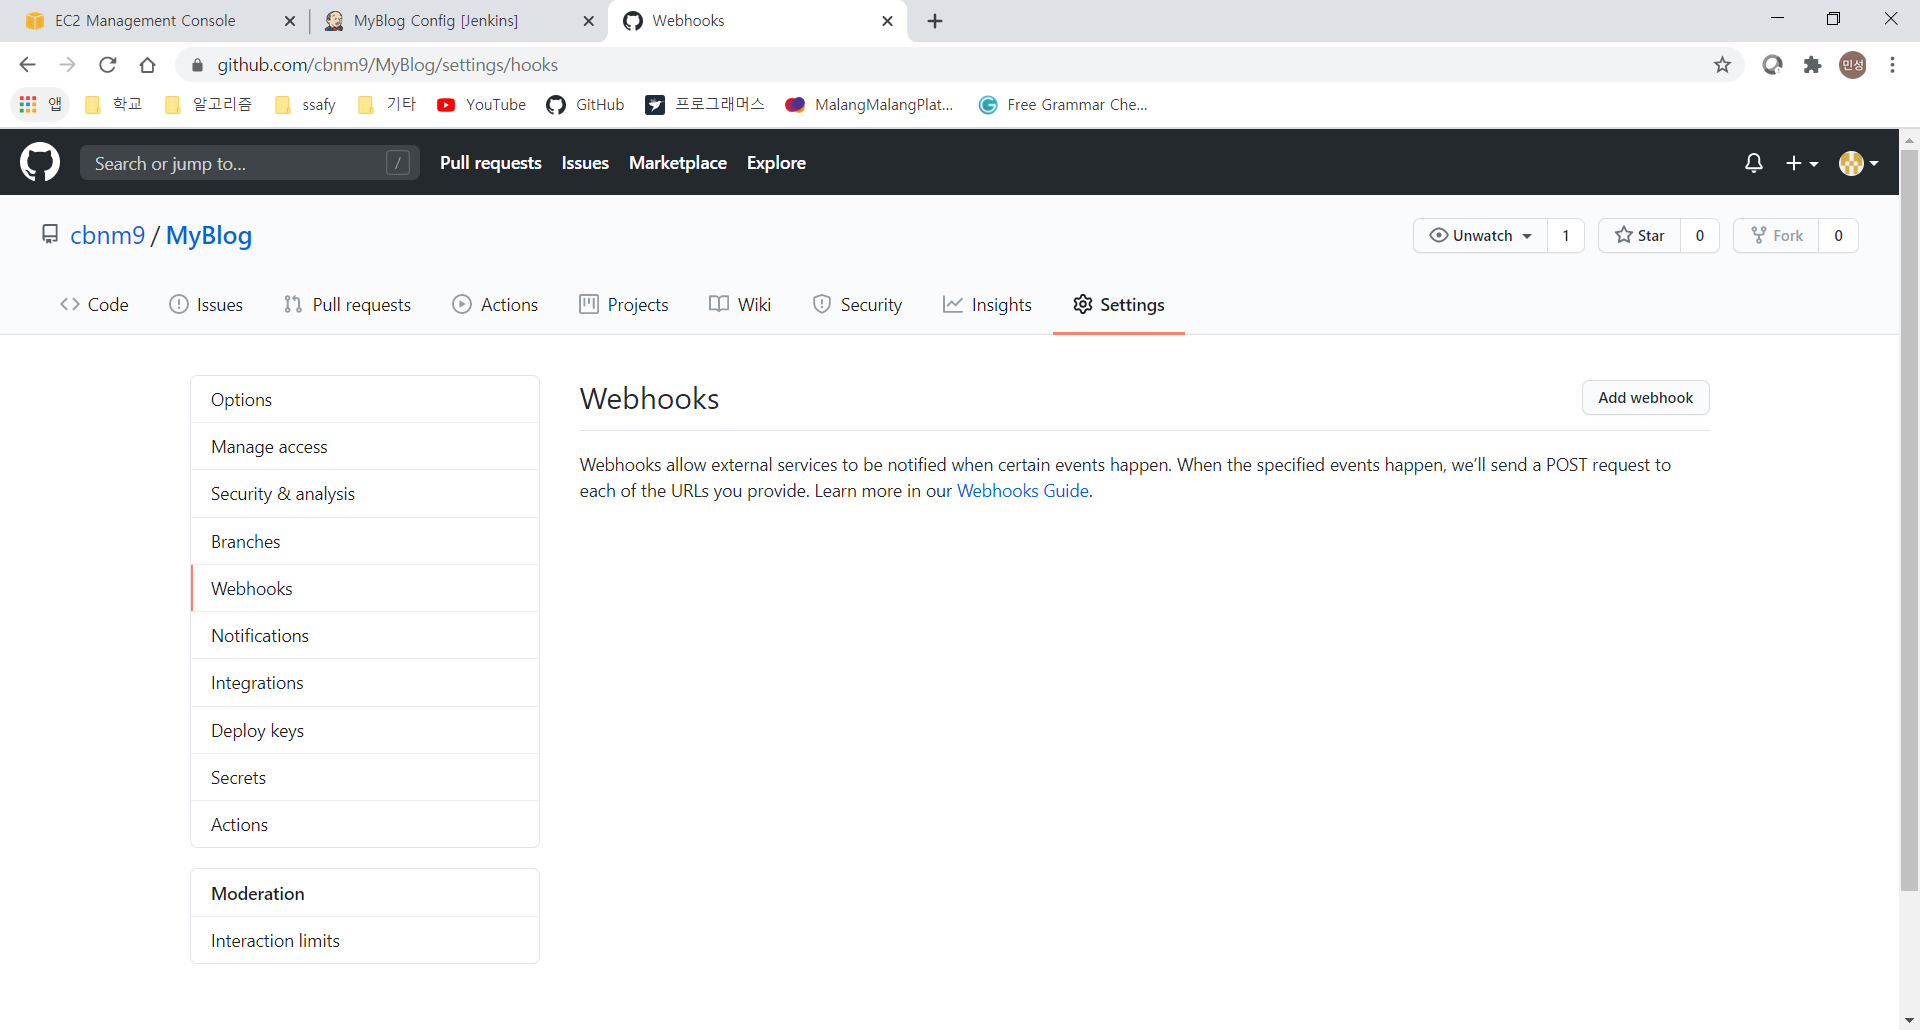 EC2 Management Console
MyBlog Config [Jenkins]
Webhooks
github.com/cbnm9/MyBlog/settings/hooks
민성
앱 학교 알고리즘 ssafy 기타 YouTube GitHub 프로그래머스 MalangMalangPlat... Free Grammar Che...
Search or jump to... /
Pull requests Issues Marketplace Explore
cbnm9 / MyBlog
Unwatch 1 Star 0 Fork 0
Code Issues Pull requests Actions Projects Wiki Security Insights Settings
Options
Manage access
Security & analysis
Branches
Webhooks
Notifications
Integrations
Deploy keys
Secrets
Actions
Moderation
Interaction limits
Webhooks
Add webhook
Webhooks allow external services to be notified when certain events happen. When the specified events happen, we’ll send a POST request to
each of the URLs you provide. Learn more in our Webhooks Guide.